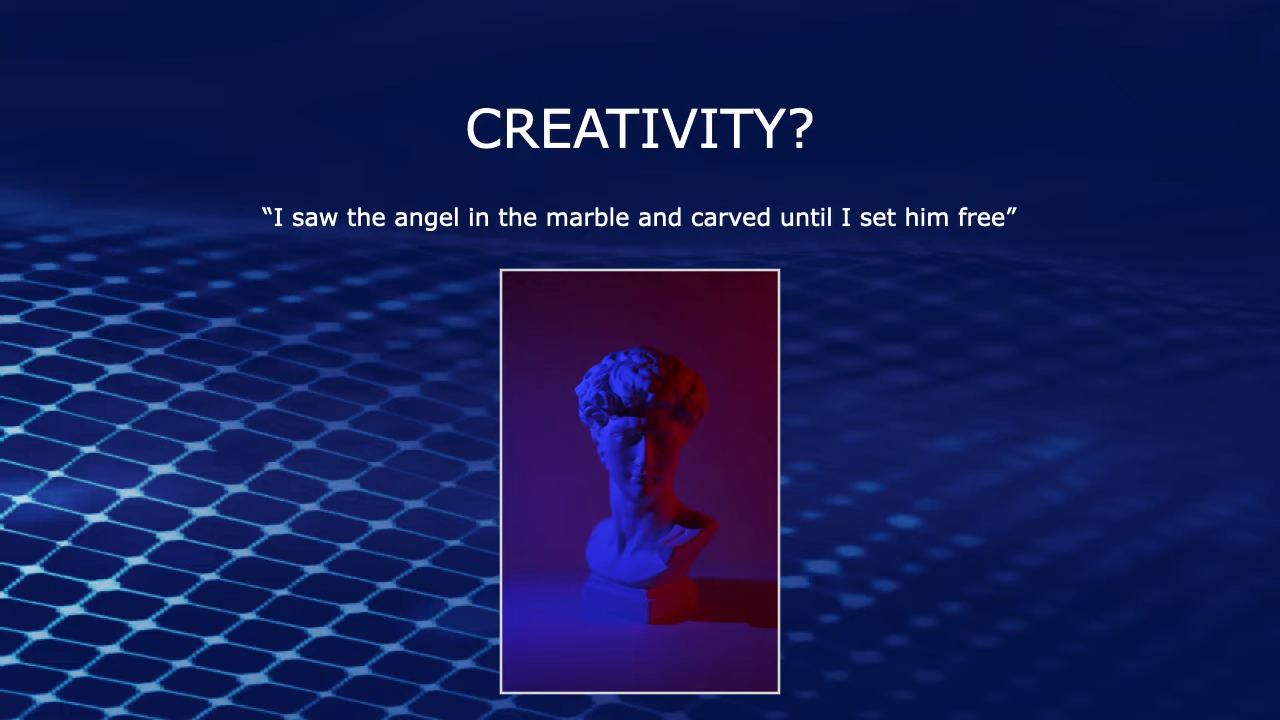 CREATIVITY?
“I saw the angel in the marble and carved until I set him free”